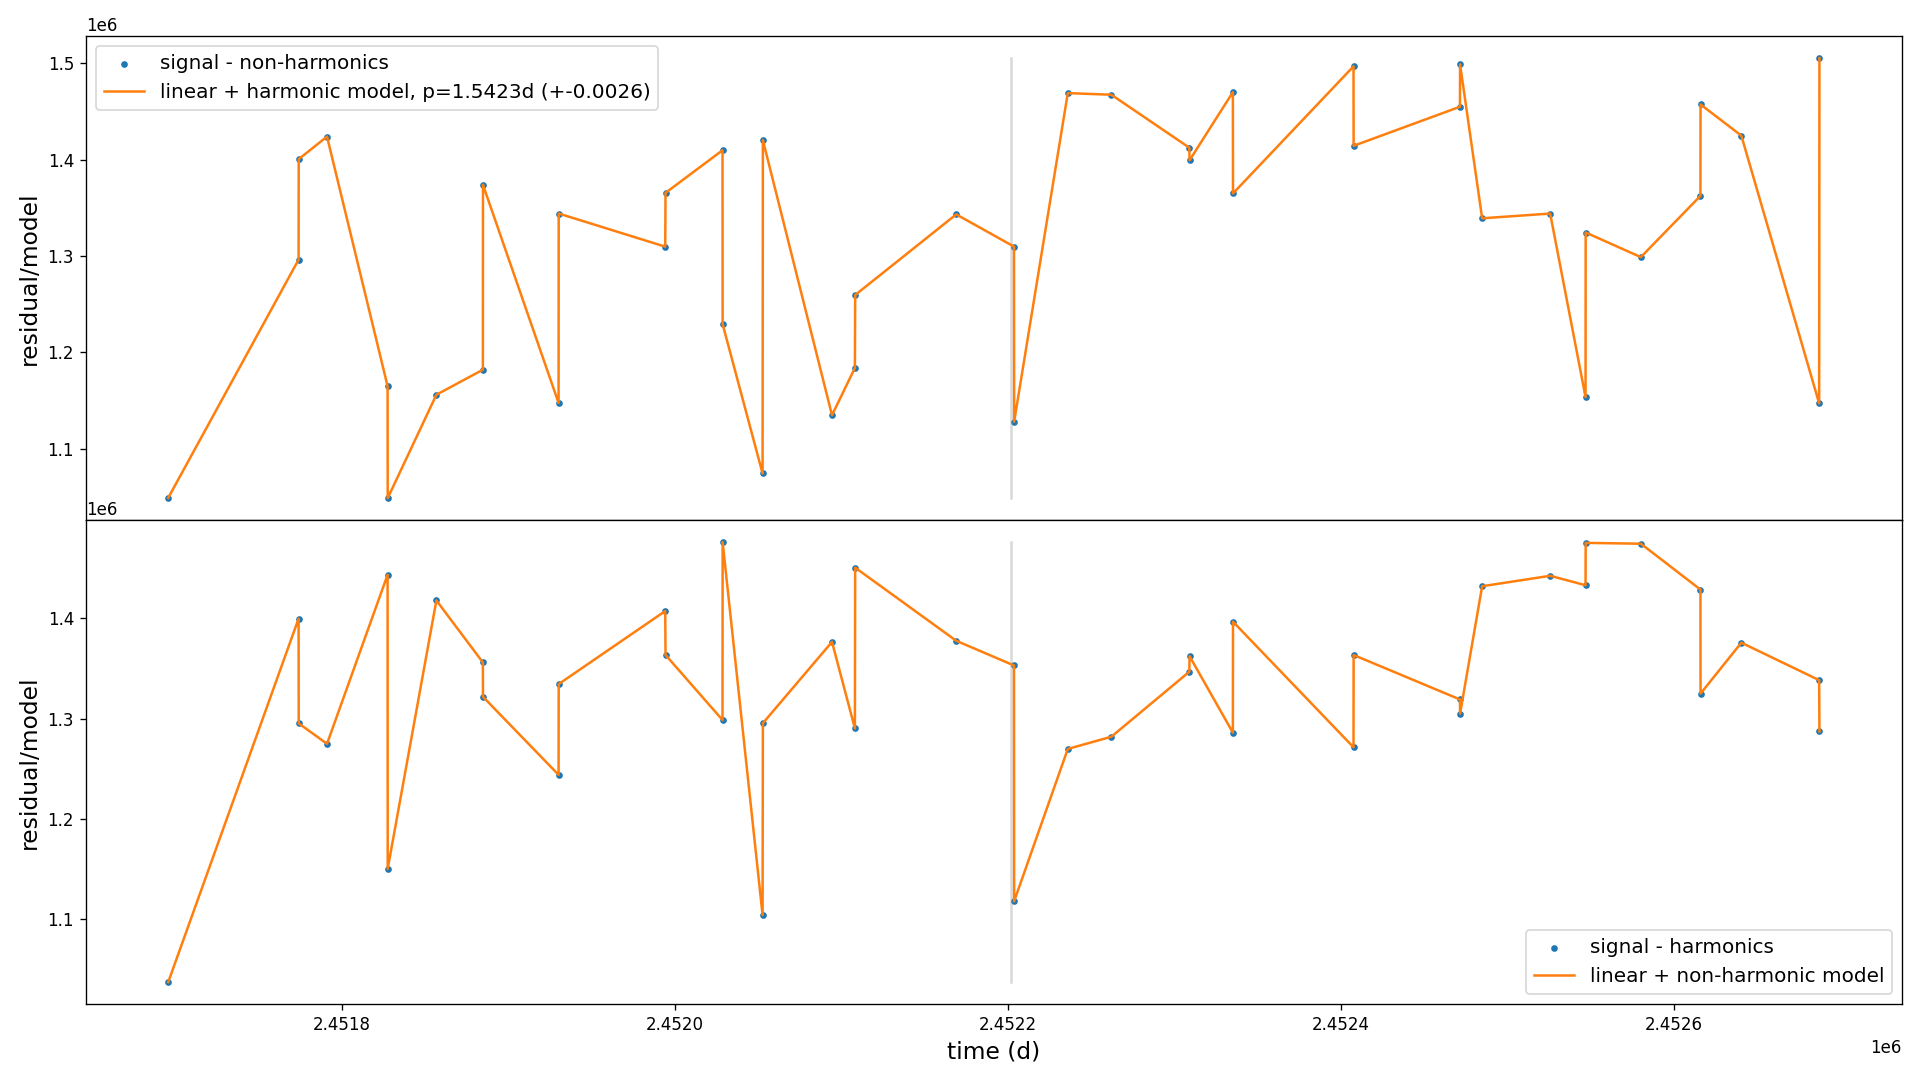 1e6
1.5
1.4
1.3
1.2
1.1
residual/model
signal - non-harmonics
linear + harmonic model, p=1.5423d (+-0.0026)
1e6
1.4
1.3
1.2
1.1
residual/model
signal - harmonics
linear + non-harmonic model
2.4518
2.4520
2.4522
2.4524
2.4526
time (d)
1e6